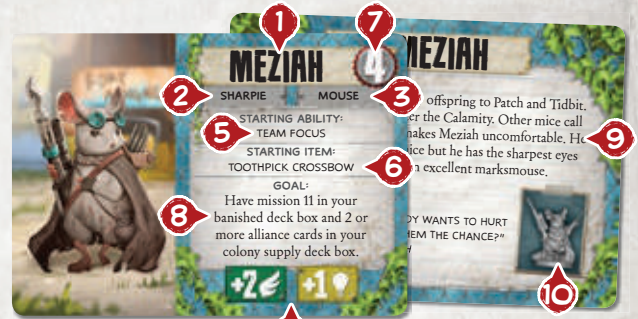 1
7
MEZIAH
4
2
SHARPIE
MOUSE
3
STARTING ABILITY:
5
TEAM FOCUS
STARTING ITEM:
TOOTHPICK CROSSBOW
6
GOAL:
8
Have mission 11 in your
banished deck box and 2 or
more alliance cards in your
colony supply deck box.
+2
+1
MEZIAH
offspring to Patch and Tidbit.
er the Calamity. Other mice call
makes Meziah uncomfortable. He
9
ice but he has the sharpest eyes
n excellent marksmouse.
DY WANTS TO HURT
HEM THE CHANCE?"
10